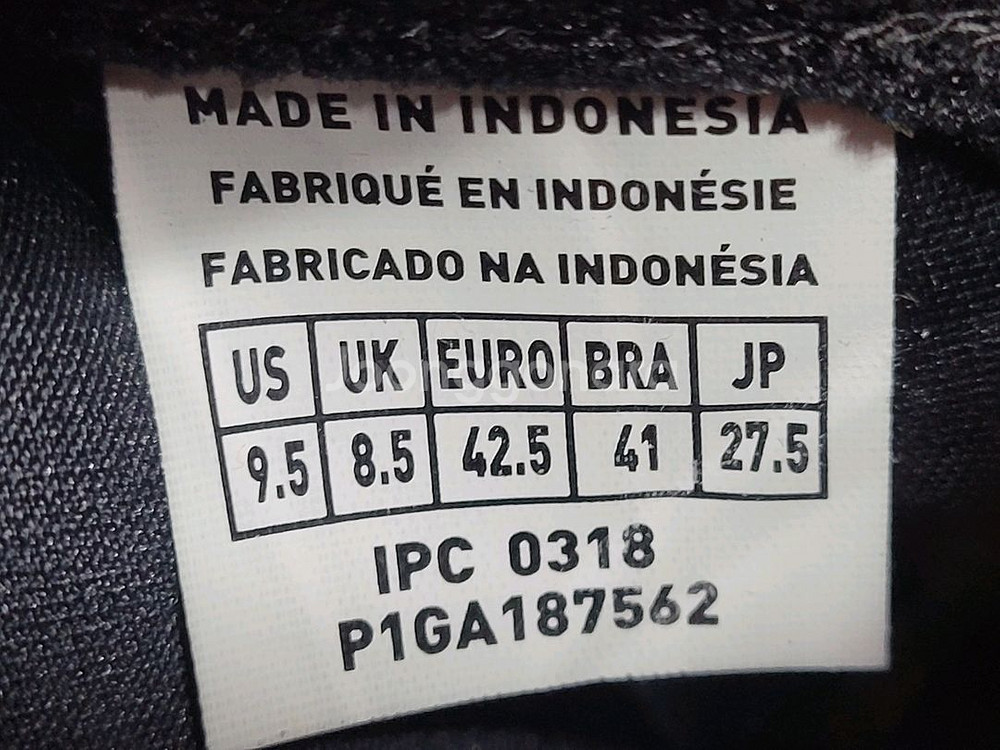 MADE IN INDONESIA
FABRIQUÉ EN INDONÉSIE
FABRICADO NA INDONÉSIA
US UK EURO BRA JP
9.5 8.5 42.5 41 27.5
IPC 0318
P1GA187562